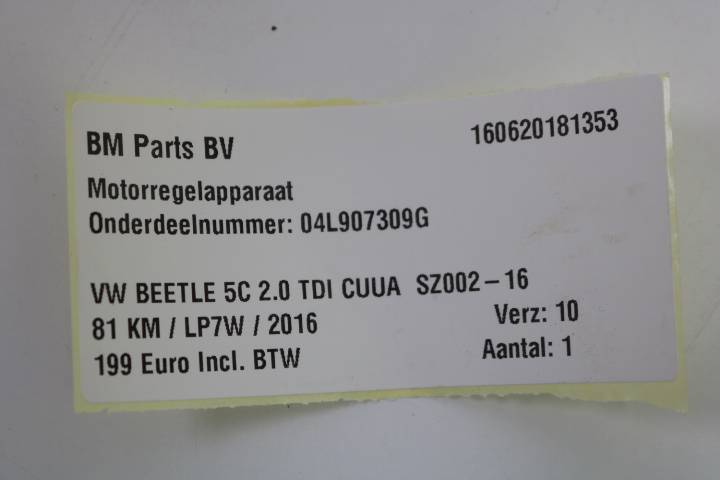 BM Parts BV 160620181353
Motorregelapparaat
Onderdeelnummer: 04L907309G
VW BEETLE 5C 2.0 TDI CUUA SZ002-16
81 KM / LP7W / 2016 Verz: 10
199 Euro Incl. BTW Aantal: 1